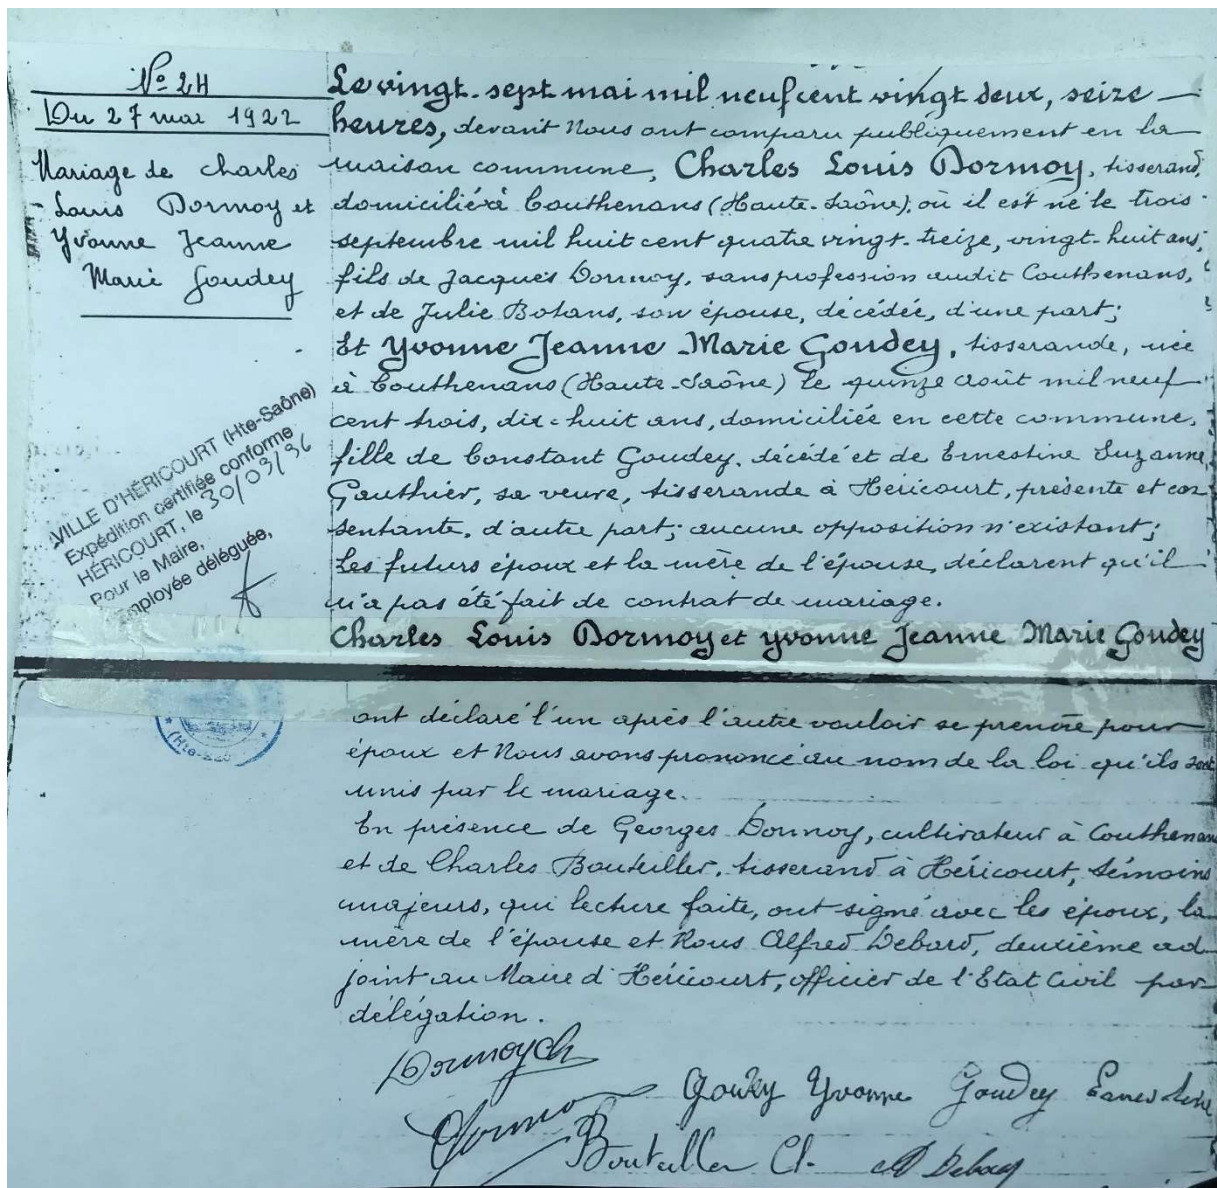 N° 24
Du 27 mai 1922
Mariage de Charles
Louis Dormoy et
Yvonne Jeanne
Marie Goudey
VILLE D'HÉRICOURT (Hte-Saône)
Expédition certifiée conforme
HÉRICOURT, le 30/03/96
Pour le Maire,
Employée déléguée,
Le vingt-sept mai mil neuf cent vingt deux, seize
heures, devant Nous ont comparu publiquement en la
maison commune, Charles Louis Dormoy, tisserand,
domicilié à Couthenans (Haute-Saône), où il est né le trois
septembre mil huit cent quatre vingt-treize, vingt-huit ans,
fils de Jacques Dormoy, sans profession audit Couthenans,
et de Julie Botans, son épouse, décédée, d'une part;
Et Yvonne Jeanne Marie Goudey, tisserande, née
à Couthenans (Haute-Saône) le quinze août mil neuf
cent trois, dix-huit ans, domiciliée en cette commune,
fille de Constant Goudey, décédé et de Ernestine Suzanne
Gauthier, sa veuve, tisserande à Héricourt, présente et con
sentante, d'autre part; aucune opposition n'existant;
Les futurs époux et la mère de l'épouse, déclarent qu'il
n'a pas été fait de contrat de mariage.
Charles Louis Dormoy et Yvonne Jeanne Marie Goudey
(Hte-Saô
ont déclaré l'un après l'autre vouloir se prendre pour
époux et Nous avons prononcé au nom de la loi qu'ils sont
unis par le mariage.
En présence de Georges Dormoy, cultivateur à Couthenans
et de Charles Bouteiller, tisserand à Héricourt, témoins
majeurs, qui lecture faite, ont signé avec les époux, la
mère de l'épouse et Nous Alfred Debard, deuxième ad
joint au Maire d'Héricourt, officier de l'Etat Civil par
délégation.
Dormoy Ch
Goudey Yvonne Goudey Ernestine
Dormoy
Bouteiller Ch. A Debard